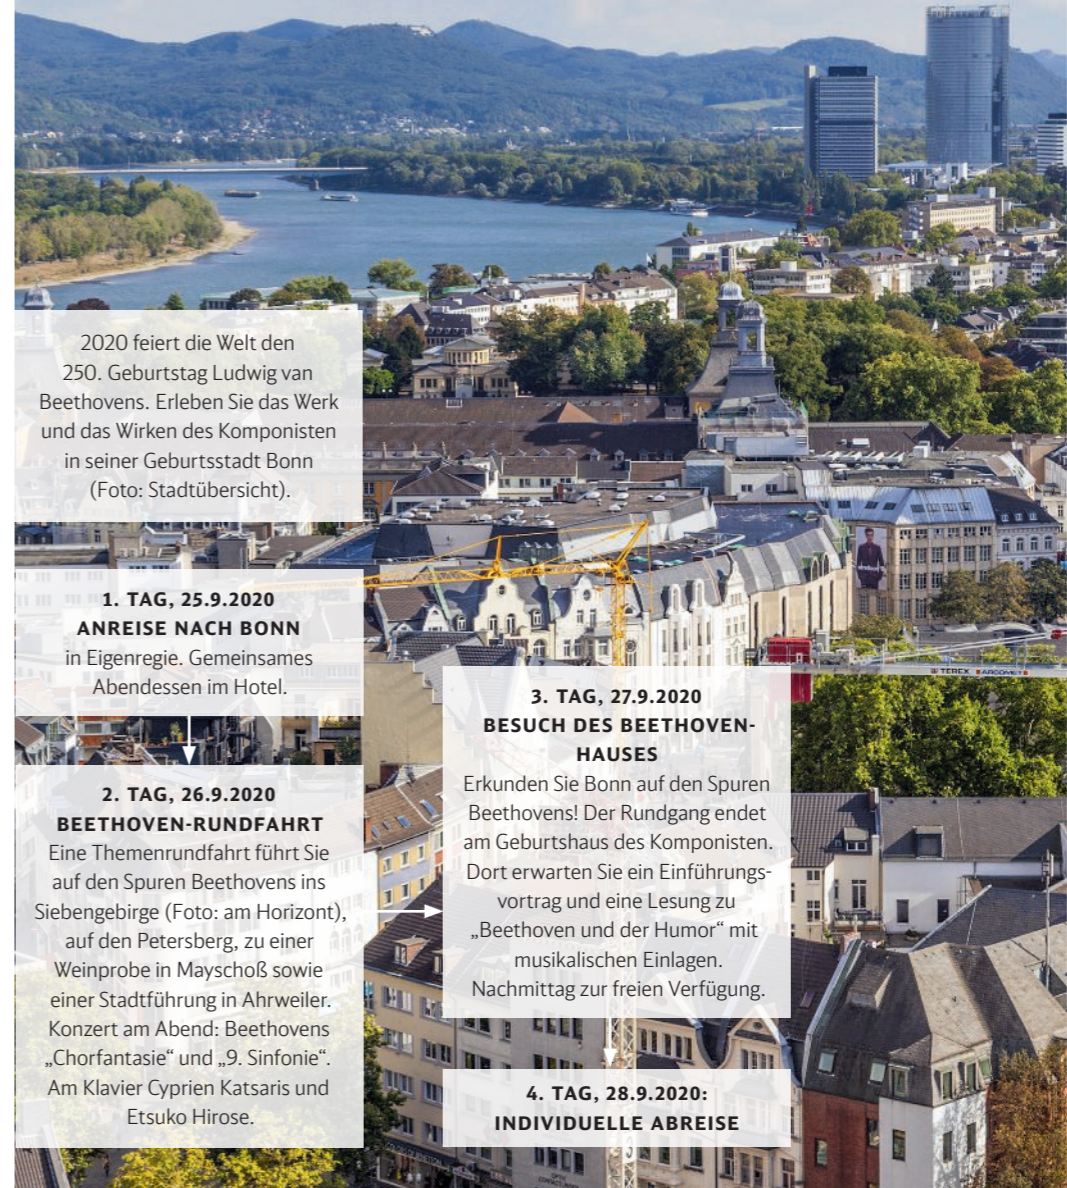 2020 feiert die Welt den
250. Geburtstag Ludwig van
Beethovens. Erleben Sie das Werk
und das Wirken des Komponisten
in seiner Geburtsstadt Bonn
(Foto: Stadtübersicht).
1. TAG, 25.9.2020
ANREISE NACH BONN
in Eigenregie. Gemeinsames
Abendessen im Hotel.
2. TAG, 26.9.2020
BEETHOVEN-RUNDFAHRT
Eine Themenrundfahrt führt Sie
auf den Spuren Beethovens ins
Siebengebirge (Foto: am Horizont),
auf den Petersberg, zu einer
Weinprobe in Mayschoß sowie
einer Stadtführung in Ahrweiler.
Konzert am Abend: Beethovens
„Chorfantasie“ und „9. Sinfonie“.
Am Klavier Cyprien Katsaris und
Etsuko Hirose.
3. TAG, 27.9.2020
BESUCH DES BEETHOVEN-
HAUSES
Erkunden Sie Bonn auf den Spuren
Beethovens! Der Rundgang endet
am Geburtshaus des Komponisten.
Dort erwarten Sie ein Einführungs-
vortrag und eine Lesung zu
„Beethoven und der Humor“ mit
musikalischen Einlagen.
Nachmittag zur freien Verfügung.
4. TAG, 28.9.2020:
INDIVIDUELLE ABREISE
TEREX
3